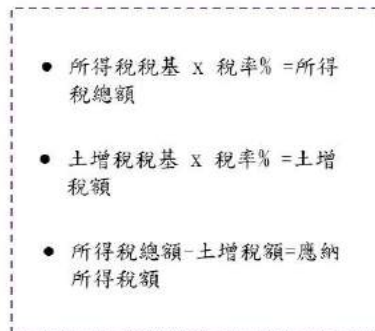 ● 所得稅稅基 x 稅率% =所得
稅總額
● 土增稅稅基 x 稅率% =土增
稅額
● 所得稅總額-土增稅額=應納
所得稅額